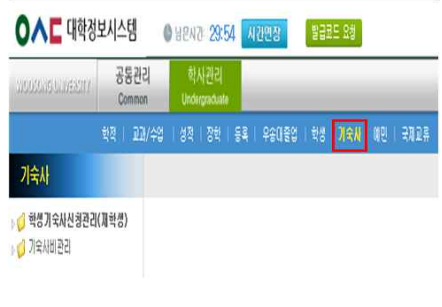 대학정보시스템 남은시간: 29:54 시간연장 발급코드 요청
WOOSONG UNIVERSITY 공통관리 Common 학사관리 Undergraduate
학적 | 교과/수업 | 성적 | 장학 | 등록 | 우송대졸업 | 학생 | 기숙사 | 예민 | 국제교류
기숙사
학생기숙사신청관리(재학생)
기숙사비관리